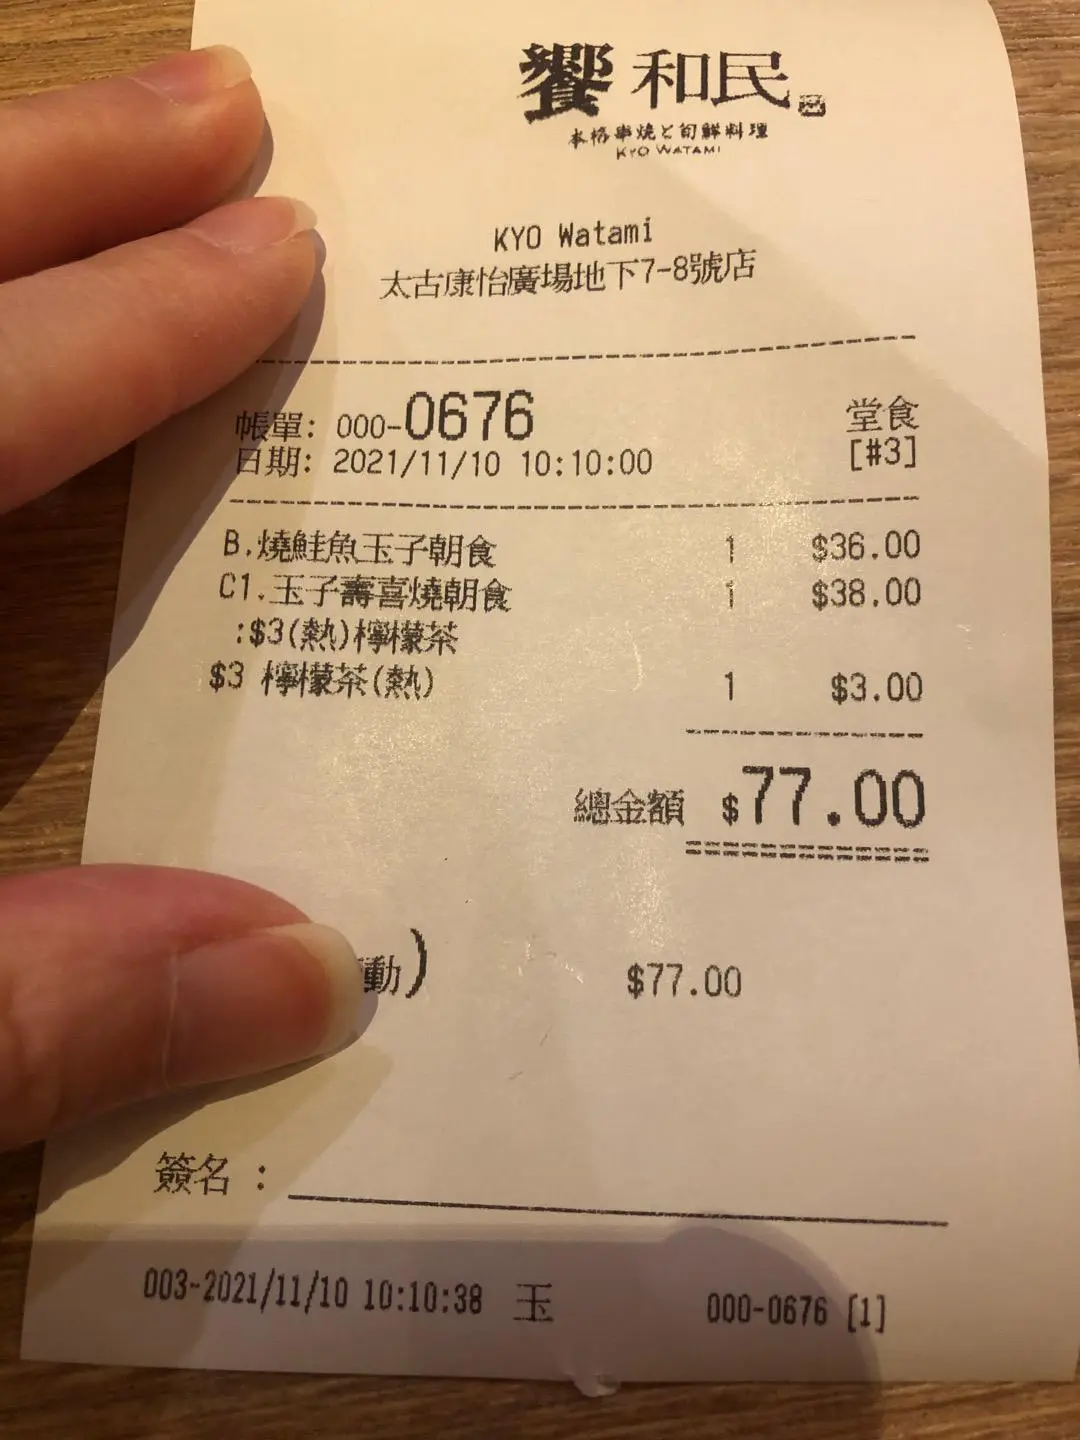 饗 和民
本格串燒と旬鮮料理
KYO WATAMI
KYO Watami
太古康怡廣場地下7-8號店
帳單: 000-0676 堂食
日期: 2021/11/10 10:10:00 [#3]
B.燒鮭魚玉子朝食 1 $36.00
C1.玉子壽喜燒朝食 1 $38.00
:$3(熱)檸檬茶
$3 檸檬茶(熱) 1 $3.00
總金額 $77.00
動) $77.00
簽名 :
003-2021/11/10 10:10:38 玉 000-0676 [1]